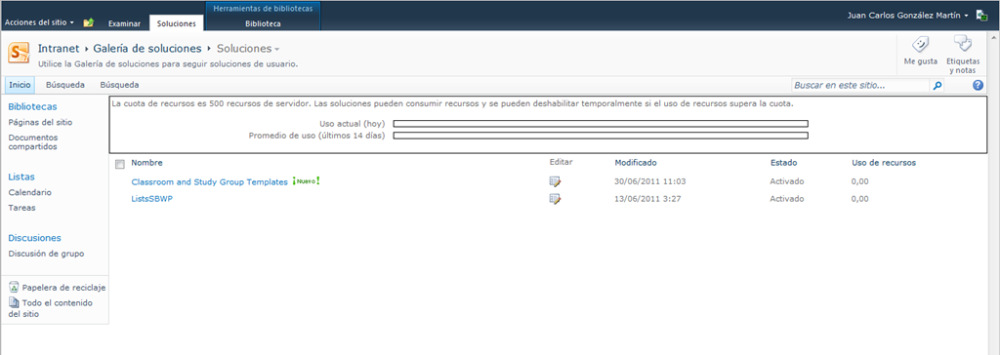 Herramientas de bibliotecas
Acciones del sitio Examinar Soluciones Biblioteca Juan Carlos González Martín
Intranet Galería de soluciones Soluciones
Utilice la Galería de soluciones para seguir soluciones de usuario.
Me gusta
Etiquetas
y notas
Inicio Búsqueda Búsqueda Buscar en este sitio...
Bibliotecas
Páginas del sitio
Documentos
compartidos
Listas
Calendario
Tareas
Discusiones
Discusión de grupo
Papelera de reciclaje
Todo el contenido
del sitio
La cuota de recursos es 500 recursos de servidor. Las soluciones pueden consumir recursos y se pueden deshabilitar temporalmente si el uso de recursos supera la cuota.
Uso actual (hoy)
Promedio de uso (últimos 14 días)
Nombre Editar Modificado Estado Uso de recursos
Classroom and Study Group Templates ¡Nuevo! 30/06/2011 11:03 Activado 0,00
ListsSBWP 13/06/2011 3:27 Activado 0,00